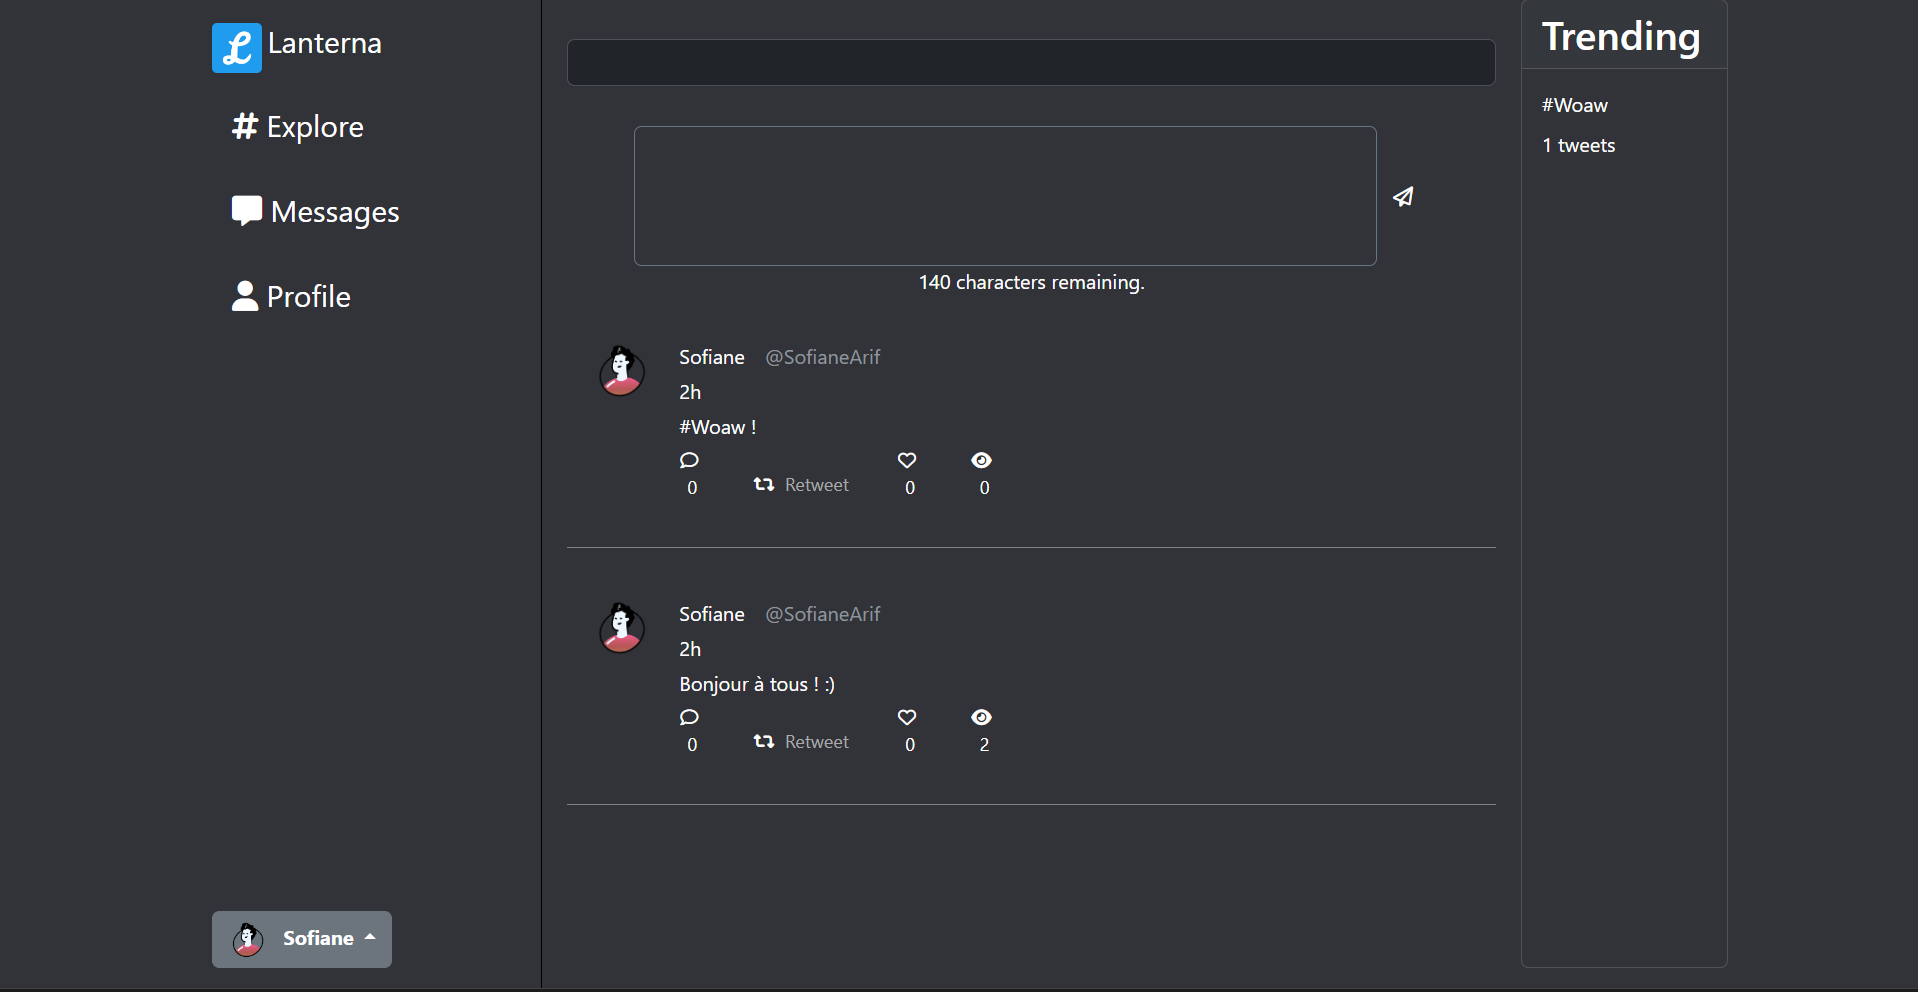 Lanterna
Explore
Messages
Profile
Sofiane
140 characters remaining.
Sofiane @SofianeArif
2h
#Woaw !
0 Retweet 0 0
Sofiane @SofianeArif
2h
Bonjour à tous ! :)
0 Retweet 0 2
Trending
#Woaw
1 tweets